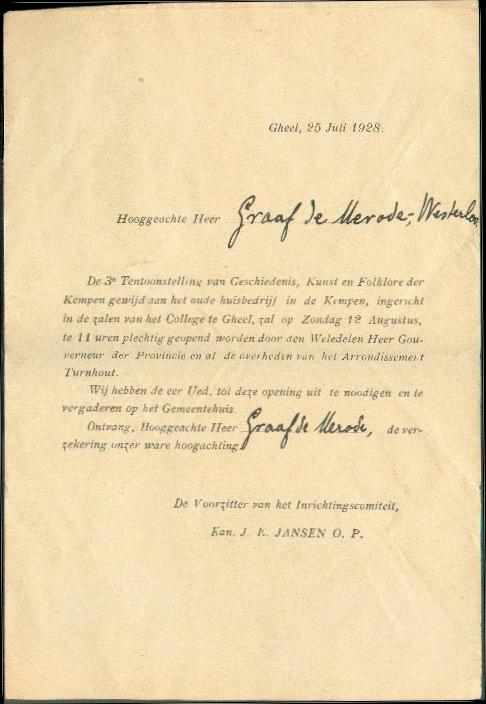 Gheel, 25 Juli 1928.
Hooggeachte Heer Graaf de Merode-Westerloo
De 3e Tentoonstelling van Geschiedenis, Kunst en Folklore der
Kempen gewijd aan het oude huisbedrijf in de Kempen, ingericht
in de zalen van het College te Gheel, zal op Zondag 12 Augustus,
te 11 uren plechtig geopend worden door den Weledelen Heer Gou-
verneur der Provincie en al de overheden van het Arrondissement
Turnhout.
Wij hebben de eer Ued, tot deze opening uit te noodigen en te
vergaderen op het Gemeentehuis.
Ontvang, Hooggeachte Heer Graaf de Merode, de ver-
zekering onzer ware hoogachting.
De Voorzitter van het Inrichtingscomiteit,
Kan. J. E. JANSEN O. P.